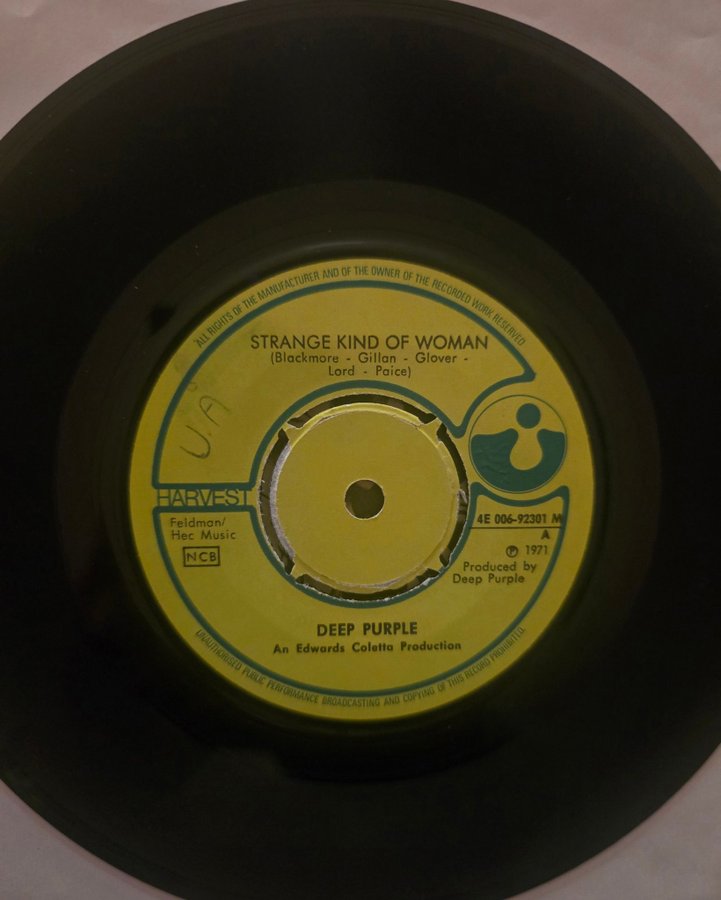 ALL RIGHTS OF THE MANUFACTURER AND OF THE OWNER OF THE RECORDED WORK RESERVED
STRANGE KIND OF WOMAN
(Blackmore - Gillan - Glover -
Lord - Paice)
U.A
HARVEST
Feldman/
Hec Music
NCB
4E 006-92301 M
A
℗ 1971
Produced by
Deep Purple
DEEP PURPLE
An Edwards Coletta Production
UNAUTHORISED PUBLIC PERFORMANCE BROADCASTING AND COPYING OF THIS RECORD PROHIBITED